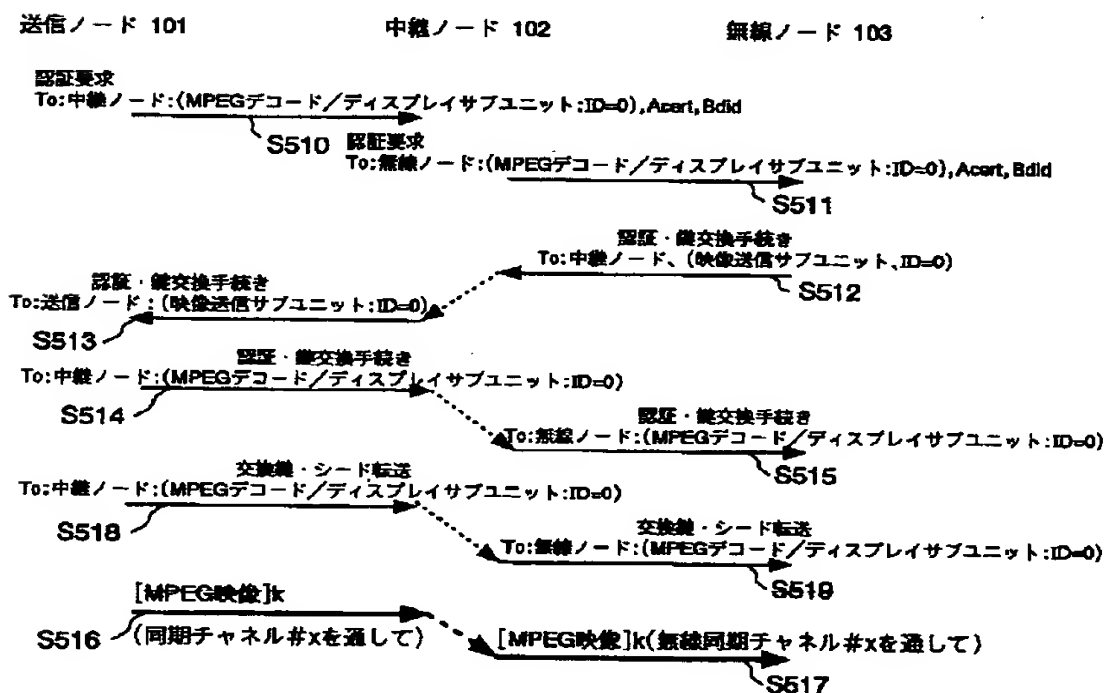 送信ノード 101 中継ノード 102 無線ノード 103
認証要求
To:中継ノード:(MPEGデコード/ディスプレイサブユニット:ID=0),Acert,Bdid
S510
認証要求
To:無線ノード:(MPEGデコード/ディスプレイサブユニット:ID=0),Acert,Bdid
S511
認証・鍵交換手続き
To:中継ノード、(映像送信サブユニット、ID=0)
S512
認証・鍵交換手続き
To:送信ノード:(映像送信サブユニット:ID=0)
S513
認証・鍵交換手続き
To:中継ノード:(MPEGデコード/ディスプレイサブユニット:ID=0)
S514
認証・鍵交換手続き
To:無線ノード:(MPEGデコード/ディスプレイサブユニット:ID=0)
S515
交換鍵・シード転送
To:中継ノード:(MPEGデコード/ディスプレイサブユニット:ID=0)
S518
交換鍵・シード転送
To:無線ノード:(MPEGデコード/ディスプレイサブユニット:ID=0)
S519
[MPEG映像]k
S516
(同期チャネル#xを通して)
[MPEG映像]k(無線同期チャネル#xを通して)
S517